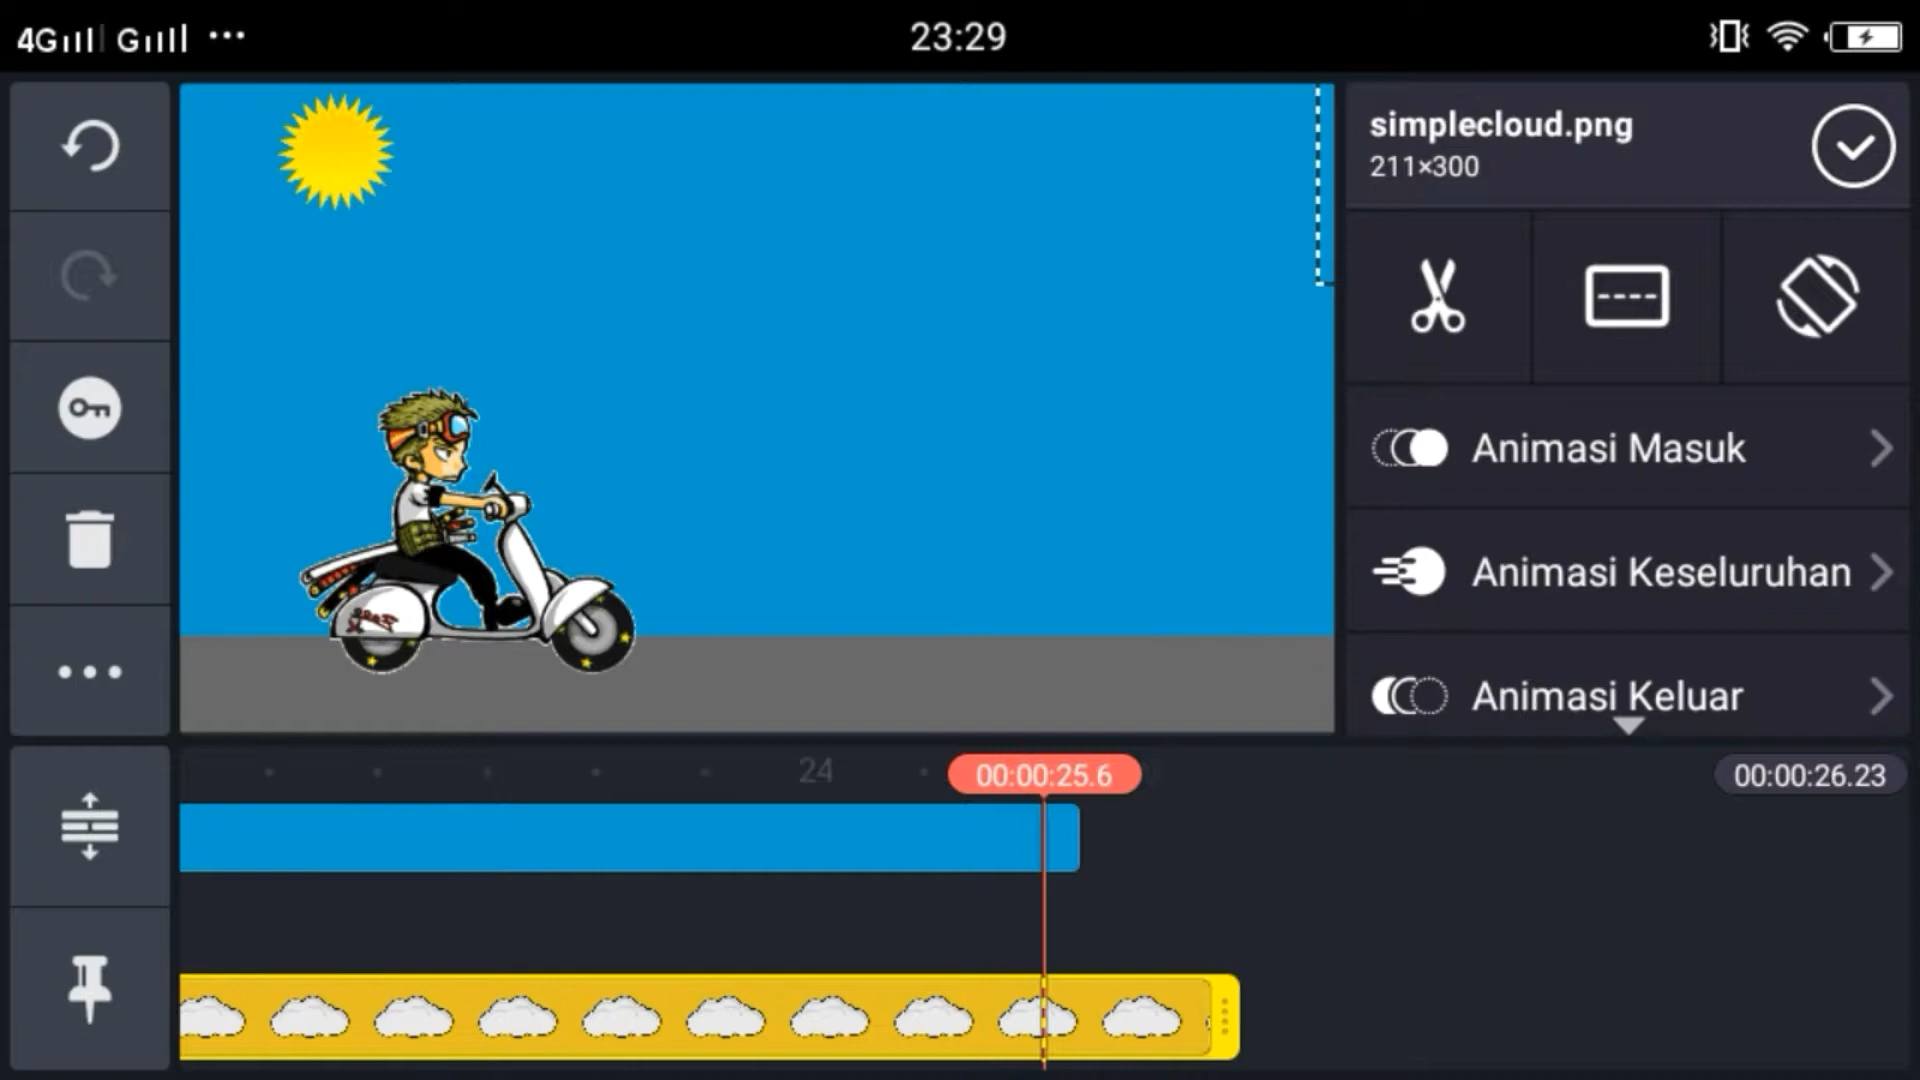 4G G 23:29
simplecloud.png
211×300
Animasi Masuk
Animasi Keseluruhan
Animasi Keluar
24 00:00:25.6 00:00:26.23